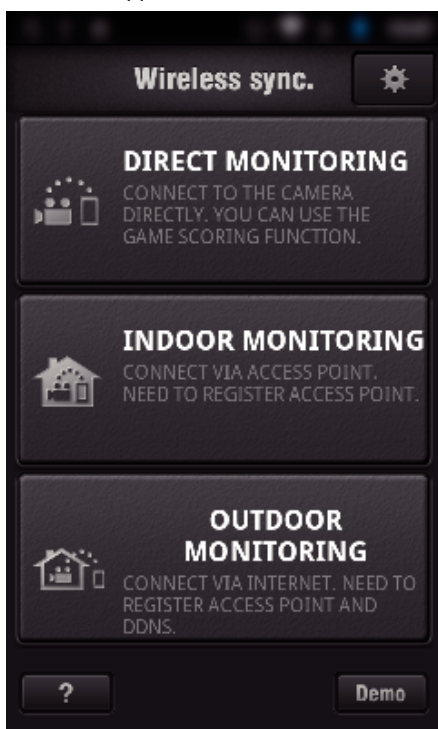 Wireless sync.
DIRECT MONITORING
CONNECT TO THE CAMERA
DIRECTLY. YOU CAN USE THE
GAME SCORING FUNCTION.
INDOOR MONITORING
CONNECT VIA ACCESS POINT.
NEED TO REGISTER ACCESS POINT.
OUTDOOR
MONITORING
CONNECT VIA INTERNET. NEED TO
REGISTER ACCESS POINT AND
DDNS.
?
Demo